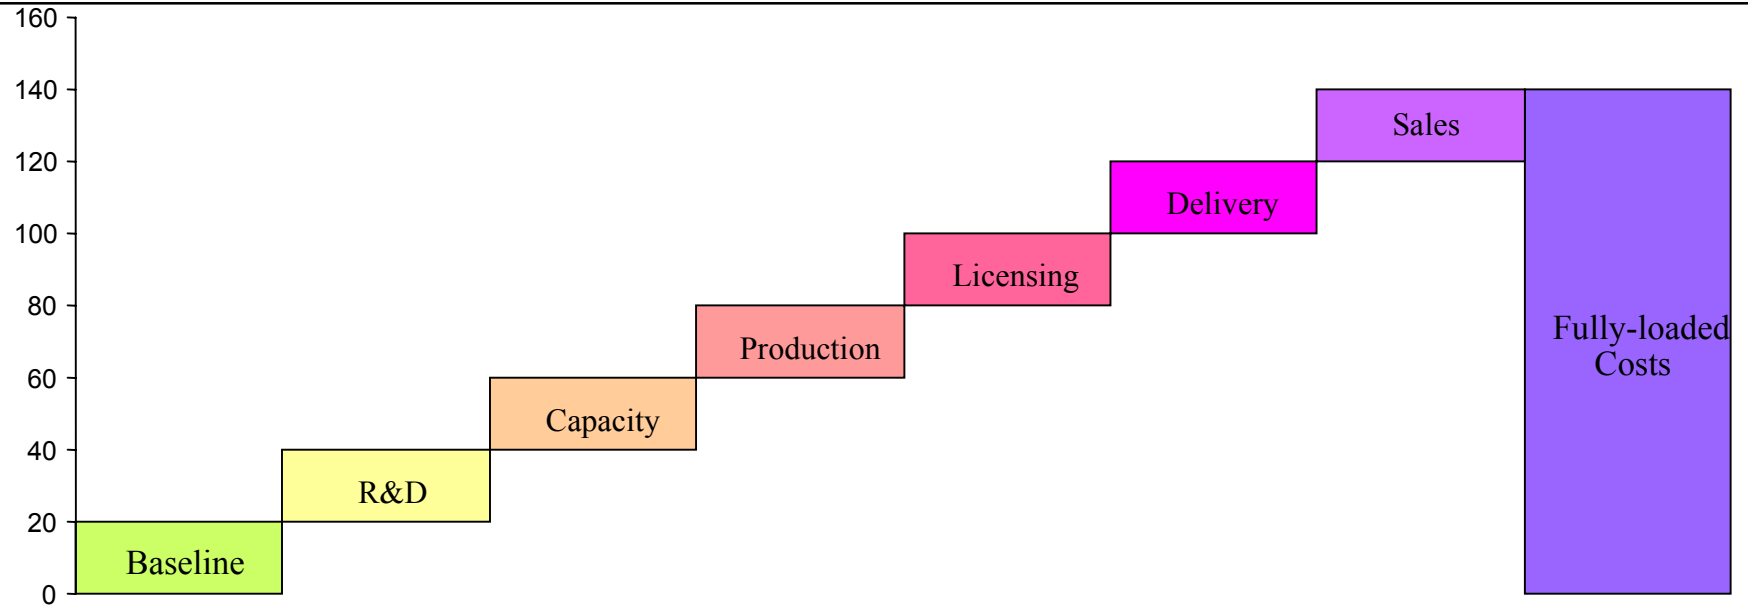 160
140
120
100
80
60
40
20
0
Baseline
R&D
Capacity
Production
Licensing
Delivery
Sales
Fully-loaded
Costs